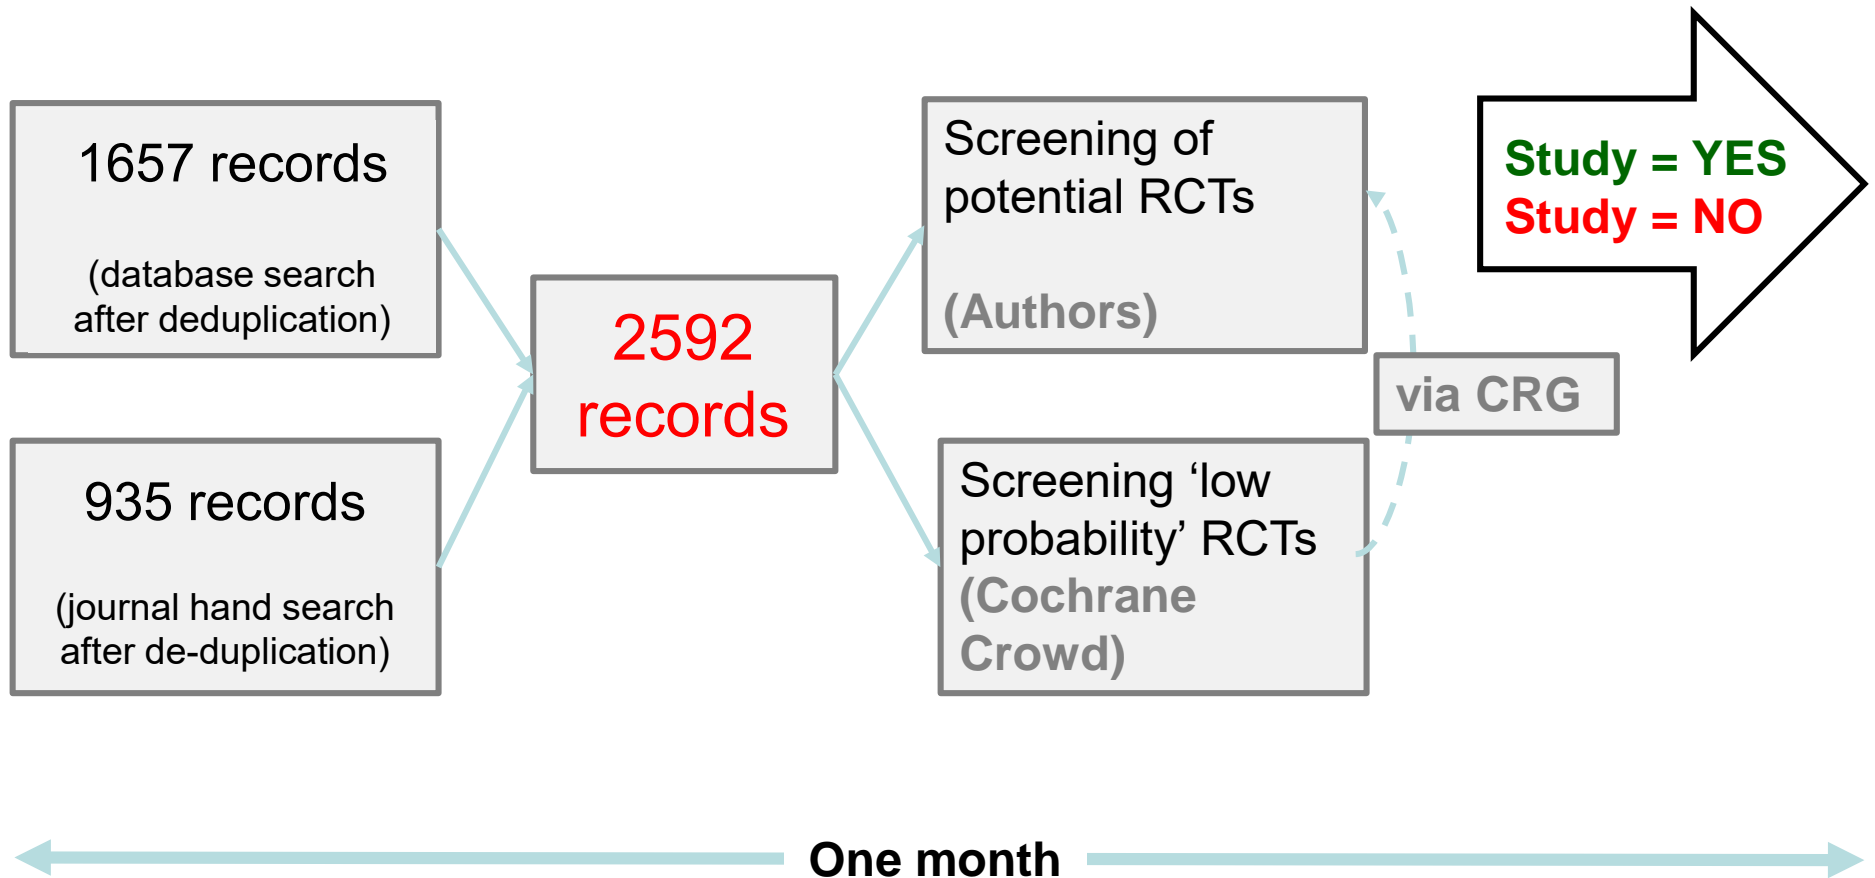 1657 records
(database search
after deduplication)
935 records
(journal hand search
after de-duplication)
2592
records
Screening of
potential RCTs
(Authors)
Screening ‘low
probability’ RCTs
(Cochrane
Crowd)
via CRG
Study = YES
Study = NO
One month